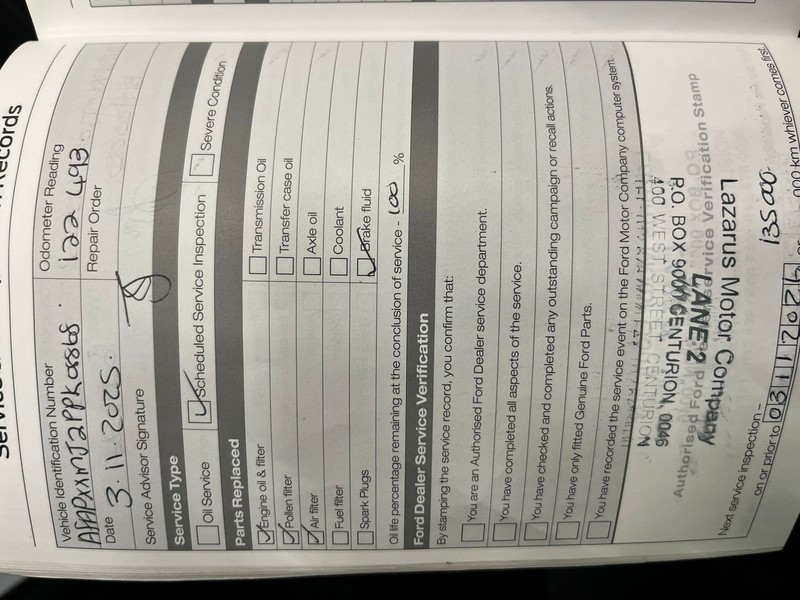 Records
Vehicle Identification Number
Odometer Reading
122 493
Date
3.11.2025.
Repair Order
Service Advisor Signature
Service Type
Oil Service
Scheduled Service Inspection
Severe Condition
Parts Replaced
Engine oil & filter
Transmission Oil
Pollen filter
Transfer case oil
Air filter
Axle oil
Fuel filter
Coolant
Spark Plugs
Brake fluid
Oil life percentage remaining at the conclusion of service - 100 %
Ford Dealer Service Verification
By stamping the service record, you confirm that:
You are an Authorised Ford Dealer service department.
You have completed all aspects of the service.
You have checked and completed any outstanding campaign or recall actions.
You have only fitted Genuine Ford Parts.
You have recorded the service event on the Ford Motor Company computer system.
400 WEST STREET CENTURION
P.O. BOX 9000 CENTURION, 0046
Authorised Ford Service Verification Stamp
LANE 2
Lazarus Motor Company
Next service inspection –
135000.
on or prior to 03 11 2026 or 000 km whiever comes first.